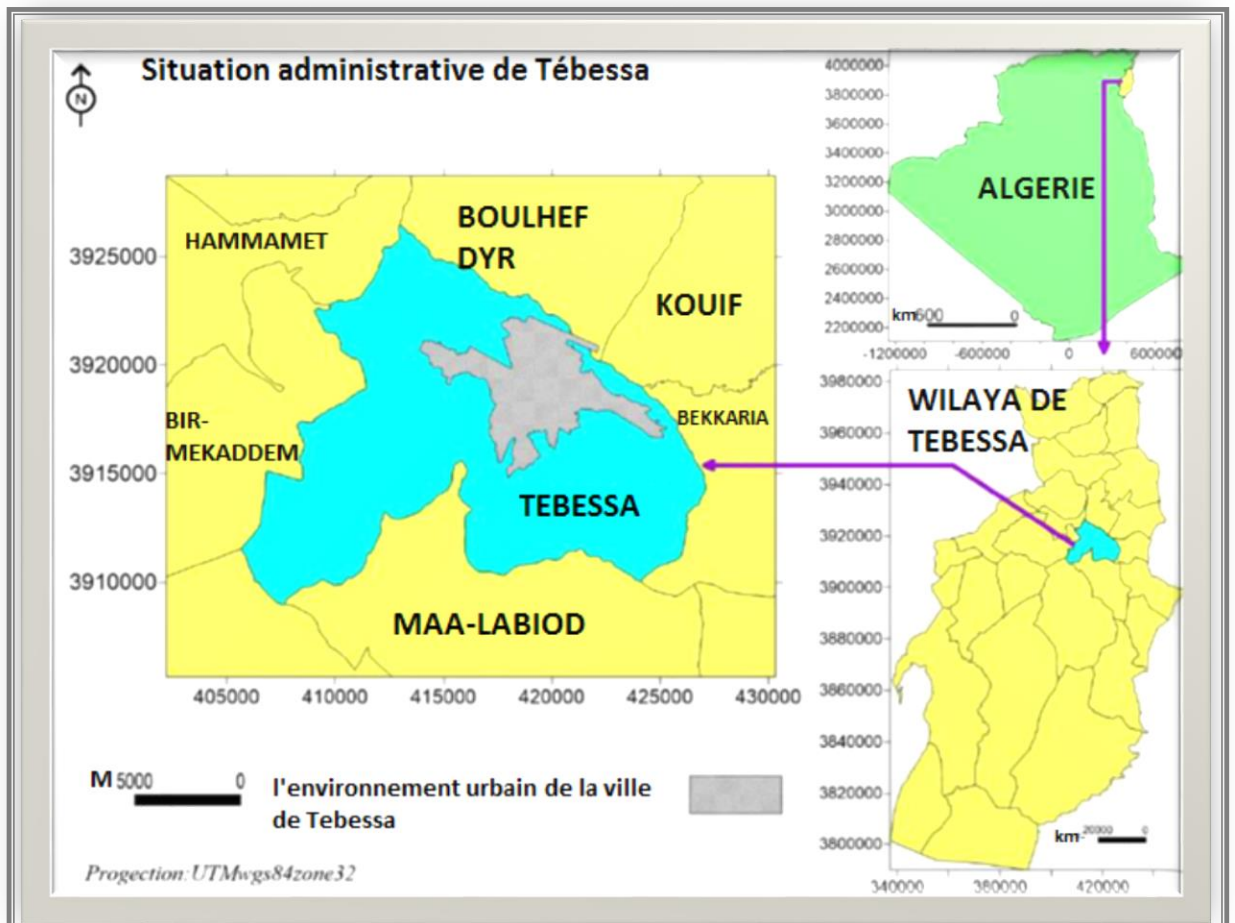 Situation administrative de Tébessa
N
HAMMAMET
BOULHEF
DYR
KOUIF
BIR-
MEKADDEM
BEKKARIA
TEBESSA
MAA-LABIOD
3925000
3920000
3915000
3910000
405000 410000 415000 420000 425000 430000
M 5000 0
l'environnement urbain de la ville
de Tebessa
Progection:UTMwgs84zone32
4000000
3800000
3600000
3400000
3200000
3000000
2800000
2600000
2400000
2200000
ALGERIE
km600 0
-1200000 -600000 0 600000
WILAYA DE
TEBESSA
3980000
3960000
3940000
3920000
3900000
3880000
3860000
3840000
3820000
3800000
km-20000 0
340000 380000 420000